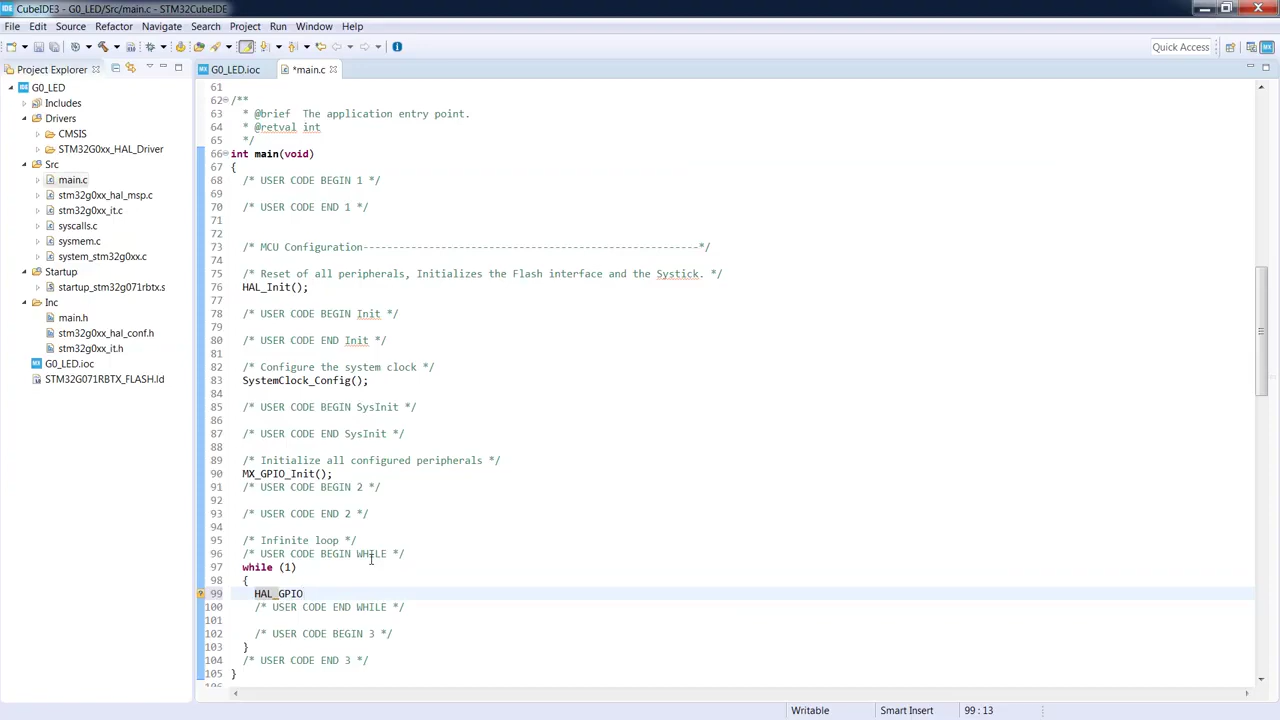 CubeIDE3 - G0_LED/Src/main.c - STM32CubeIDE
File Edit Source Refactor Navigate Search Project Run Window Help
Quick Access
Project Explorer
G0_LED
Includes
Drivers
CMSIS
STM32G0xx_HAL_Driver
Src
main.c
stm32g0xx_hal_msp.c
stm32g0xx_it.c
syscalls.c
sysmem.c
system_stm32g0xx.c
Startup
startup_stm32g071rbtx.s
Inc
main.h
stm32g0xx_hal_conf.h
stm32g0xx_it.h
G0_LED.ioc
STM32G071RBTX_FLASH.ld
G0_LED.ioc *main.c
61
62 /**
63 * @brief The application entry point.
64 * @retval int
65 */
66 int main(void)
67 {
68 /* USER CODE BEGIN 1 */
69
70 /* USER CODE END 1 */
71
72
73 /* MCU Configuration--------------------------------------------------------*/
74
75 /* Reset of all peripherals, Initializes the Flash interface and the Systick. */
76 HAL_Init();
77
78 /* USER CODE BEGIN Init */
79
80 /* USER CODE END Init */
81
82 /* Configure the system clock */
83 SystemClock_Config();
84
85 /* USER CODE BEGIN SysInit */
86
87 /* USER CODE END SysInit */
88
89 /* Initialize all configured peripherals */
90 MX_GPIO_Init();
91 /* USER CODE BEGIN 2 */
92
93 /* USER CODE END 2 */
94
95 /* Infinite loop */
96 /* USER CODE BEGIN WHILE */
97 while (1)
98 {
99 HAL_GPIO
100 /* USER CODE END WHILE */
101
102 /* USER CODE BEGIN 3 */
103 }
104 /* USER CODE END 3 */
105 }
Writable Smart Insert 99 : 13